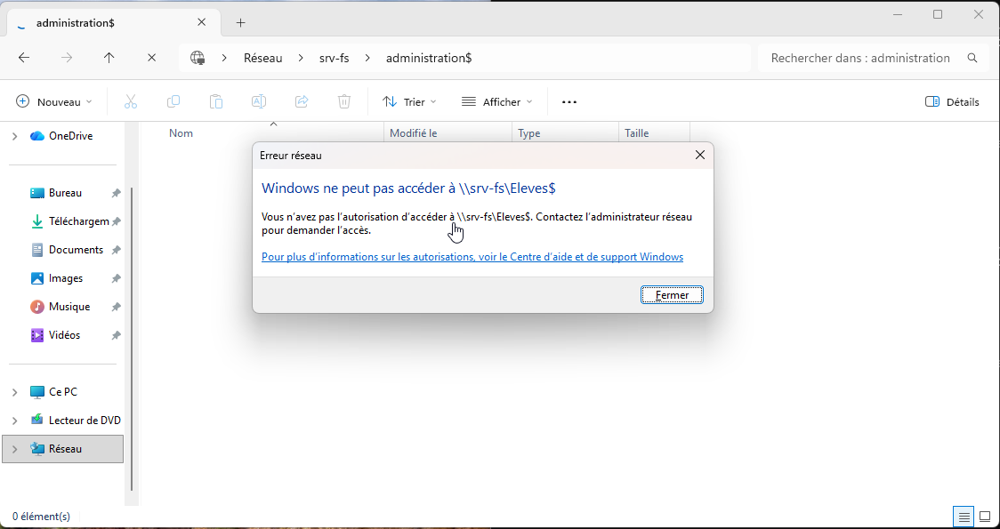 administration$
Réseau > srv-fs > administration$
Rechercher dans : administration
Nouveau
Trier
Afficher
Détails
OneDrive
Bureau
Téléchargem
Documents
Images
Musique
Vidéos
Ce PC
Lecteur de DVD
Réseau
Nom
Modifié le
Type
Taille
Erreur réseau
Windows ne peut pas accéder à \\srv-fs\Eleves$
Vous n'avez pas l'autorisation d'accéder à \\srv-fs\Eleves$. Contactez l'administrateur réseau
pour demander l'accès.
Pour plus d'informations sur les autorisations, voir le Centre d'aide et de support Windows
Fermer
0 élément(s)